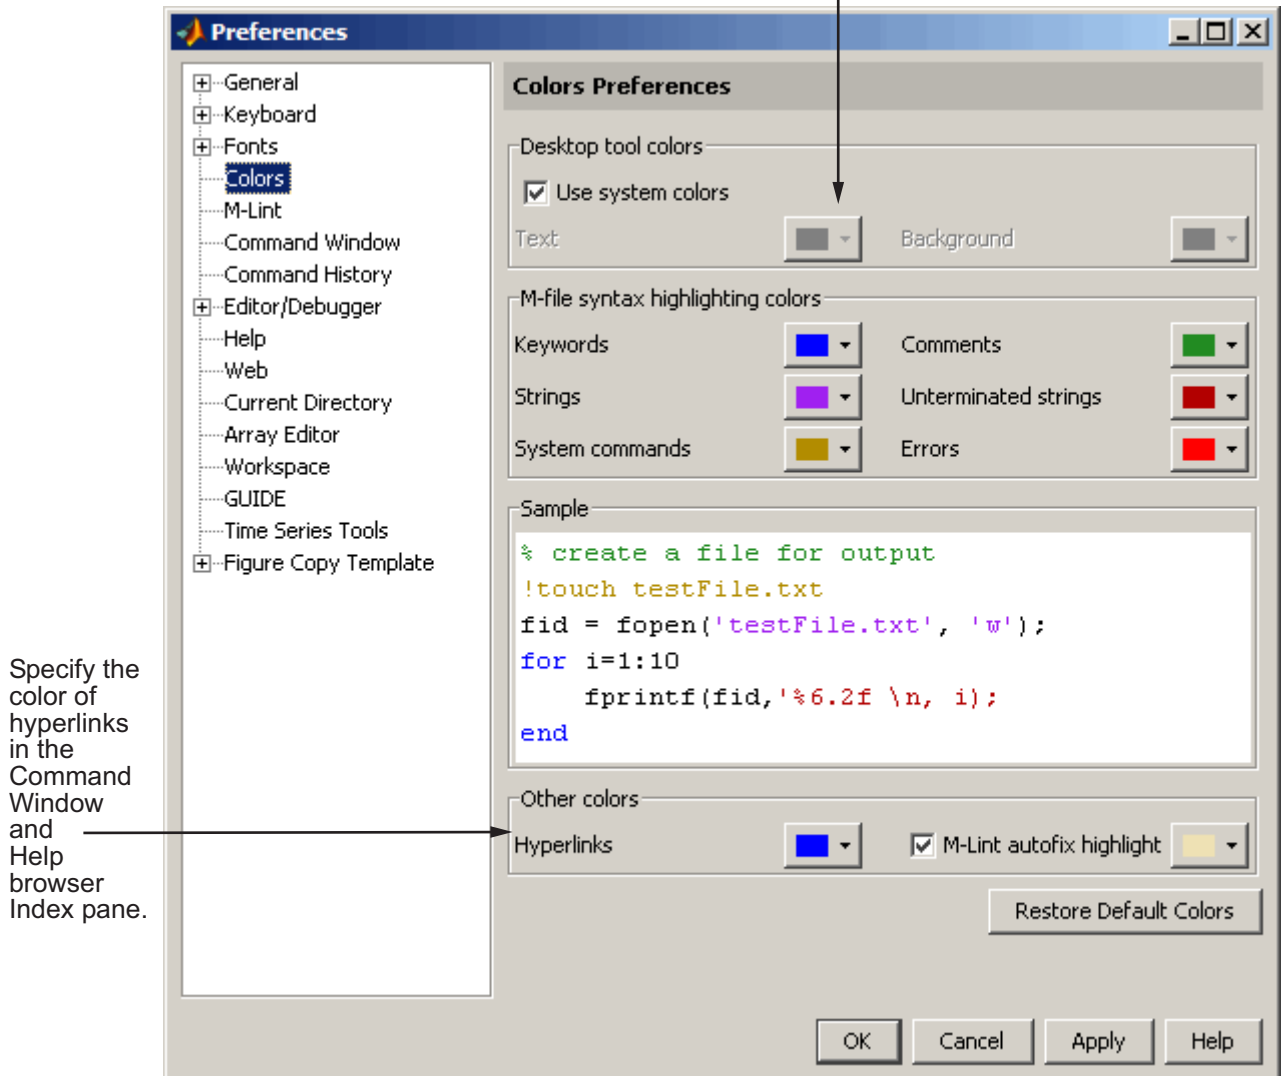 Preferences
General
Keyboard
Fonts
Colors
M-Lint
Command Window
Command History
Editor/Debugger
Help
Web
Current Directory
Array Editor
Workspace
GUIDE
Time Series Tools
Figure Copy Template
Colors Preferences
Desktop tool colors
Use system colors
Text Background
M-file syntax highlighting colors
Keywords Comments
Strings Unterminated strings
System commands Errors
Sample
% create a file for output
!touch testFile.txt
fid = fopen('testFile.txt', 'w');
for i=1:10
    fprintf(fid,'%6.2f \n, i);
end
Other colors
Hyperlinks M-Lint autofix highlight
Restore Default Colors
OK Cancel Apply Help
Specify the
color of
hyperlinks
in the
Command
Window
and
Help
browser
Index pane.